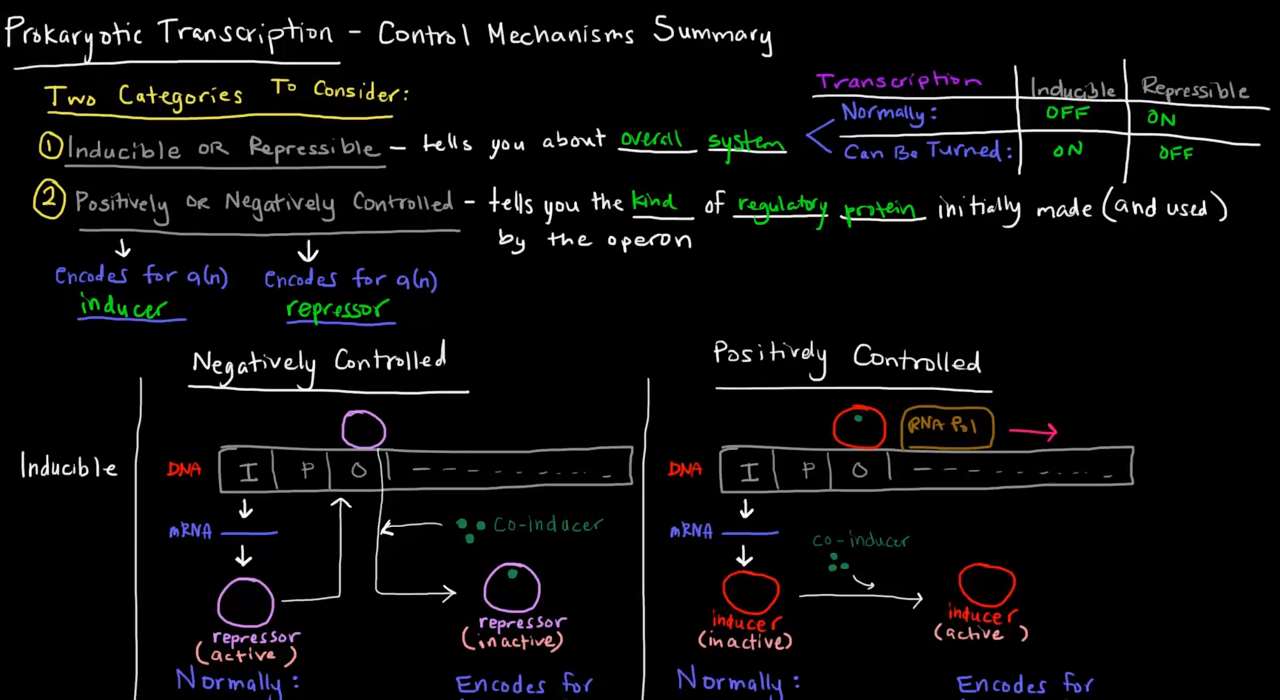 Prokaryotic Transcription - Control Mechanisms Summary
Two Categories To Consider:
① Inducible OR Repressible - tells you about overall system
Transcription Inducible Repressible
Normally: OFF ON
Can Be Turned: ON OFF
② Positively OR Negatively Controlled - tells you the kind of regulatory protein initially made (and used)
by the operon
Encodes for a(n) Encodes for a(n)
inducer repressor
Negatively Controlled Positively Controlled
RNA Pol
Inducible DNA I P O DNA I P O
mRNA co-inducer mRNA co-inducer
repressor repressor inducer inducer
(active) (inactive) (inactive) (active)
Normally: Encodes for Normally: Encodes for